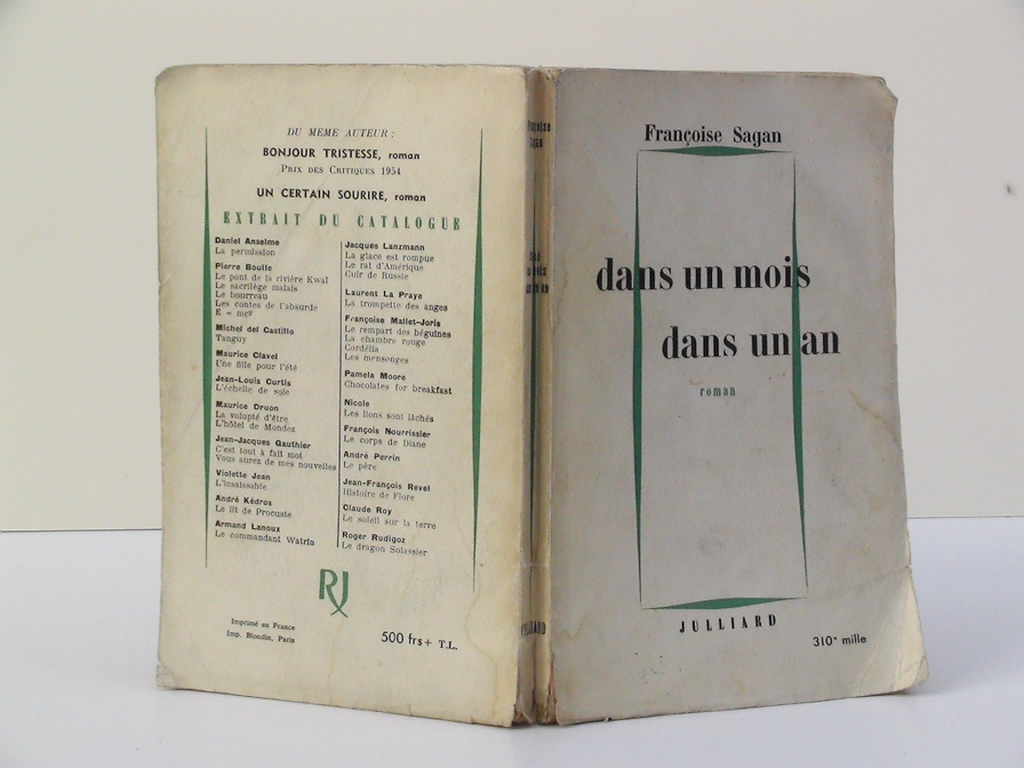 DU MEME AUTEUR :
BONJOUR TRISTESSE, roman
PRIX DES CRITIQUES 1954
UN CERTAIN SOURIRE, roman
EXTRAIT DU CATALOGUE
Daniel Anselme
La permission
Pierre Boulle
Le pont de la rivière Kwaï
Le sacrilège malais
Le bourreau
Les contes de l'absurde
E = mc²
Michel del Castillo
Tanguy
Maurice Clavel
Une fille pour l'été
Jean-Louis Curtis
L'échelle de soie
Maurice Druon
La volupté d'être
L'hôtel de Mondez
Jean-Jacques Gauthier
C'est tout à fait moi
Vous aurez de mes nouvelles
Violette Jean
L'insaisissable
André Kédros
Le lit de Procuste
Armand Lanoux
Le commandant Watrin
Jacques Lanzmann
La glace est rompue
Le rat d'Amérique
Cuir de Russie
Laurent La Praye
La trompette des anges
Françoise Mallet-Joris
Le rempart des béguines
La chambre rouge
Cordélia
Les mensonges
Pamela Moore
Chocolates for breakfast
Nicole
Les lions sont lâchés
François Nourrissier
Le corps de Diane
André Perrin
Le père
Jean-François Revel
Histoire de Flore
Claude Roy
Le soleil sur la terre
Roger Rudigoz
Le dragon Solassier
RJ
Imprimé en France
Imp. Blondin, Paris
500 frs + T.L.
Françoise
Sagan
dans
un mois
dans un an
JULLIARD
Françoise Sagan
dans un mois
dans un an
roman
JULLIARD
310e mille